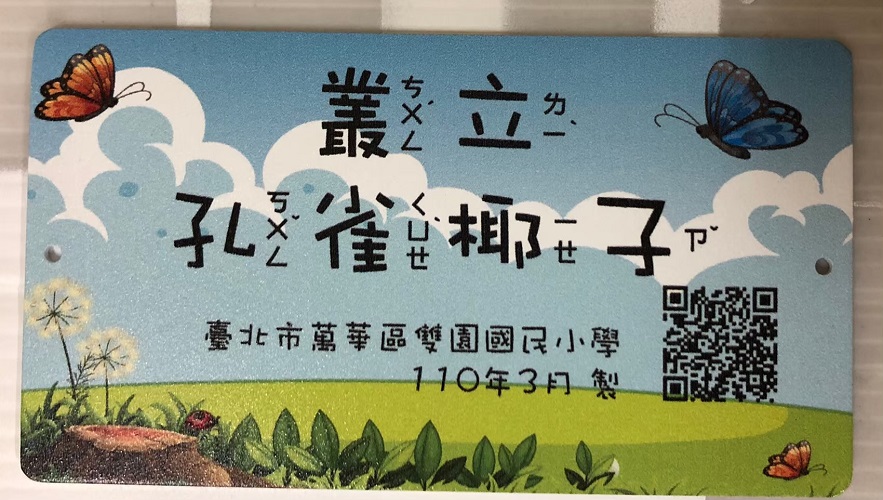 叢ㄘㄨㄥˊ立ㄌㄧˋ
孔ㄎㄨㄥˇ雀ㄑㄩㄝˋ椰ㄧㄝ子ㄗˇ
臺北市萬華區雙園國民小學
110年3月 製